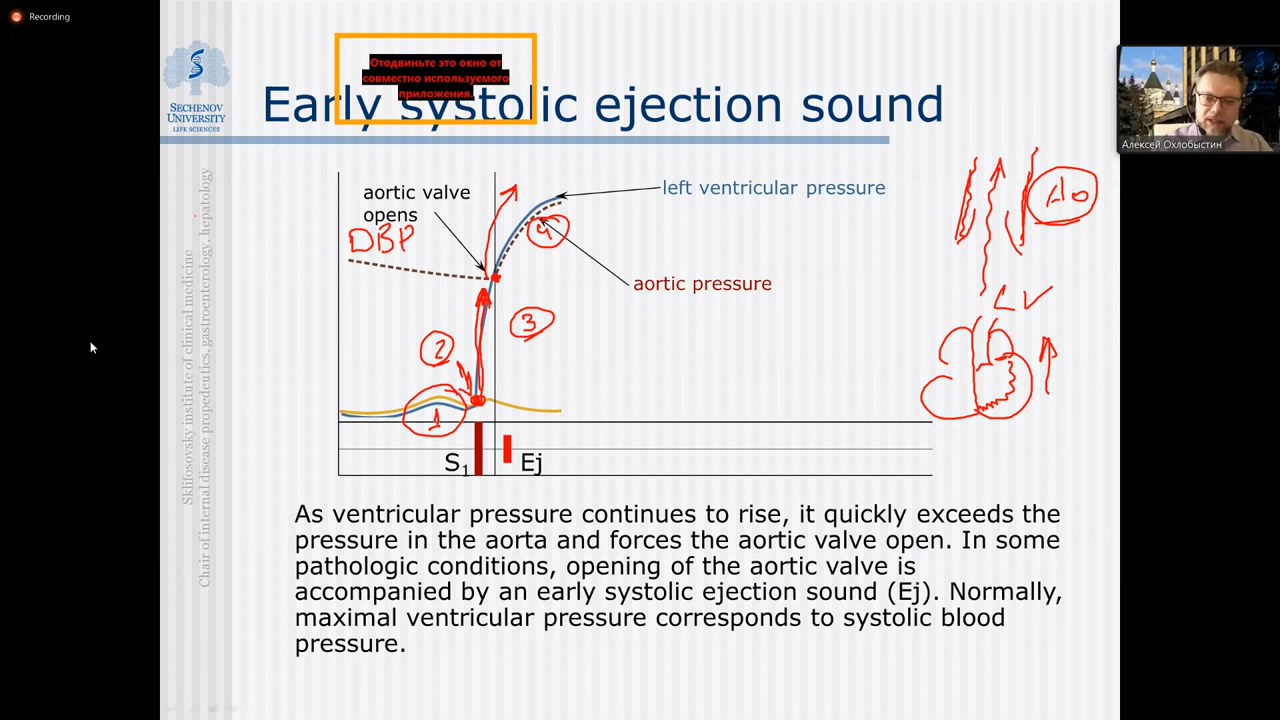 Recording
Отодвиньте это окно от
совместно используемого
приложения.
SECHENOV
UNIVERSITY
LIFE SCIENCES
Early systolic ejection sound
Алексей Охлобыстин
Sklifosovsky institute of clinical medicine
Chair of internal disease propedeutics, gastroenterology, hepatology
aortic valve
opens
DBP
left ventricular pressure
aortic pressure
1
2
3
4
Ao
LV
S1
Ej
As ventricular pressure continues to rise, it quickly exceeds the
pressure in the aorta and forces the aortic valve open. In some
pathologic conditions, opening of the aortic valve is
accompanied by an early systolic ejection sound (Ej). Normally,
maximal ventricular pressure corresponds to systolic blood
pressure.